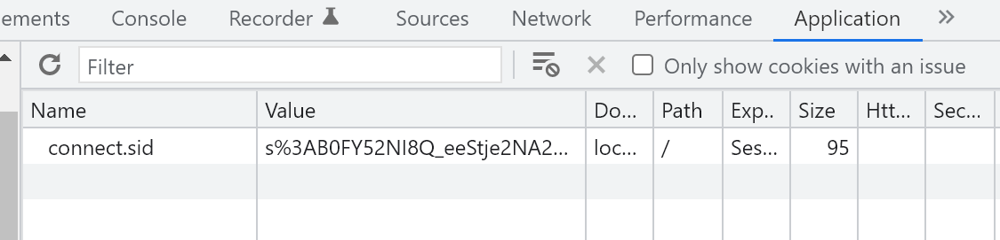 ements Console Recorder Sources Network Performance Application
Filter Only show cookies with an issue
Name Value Do... Path Exp.. Size Htt... Sec...
connect.sid s%3AB0FY52NI8Q_eeStje2NA2... loc... / Ses... 95